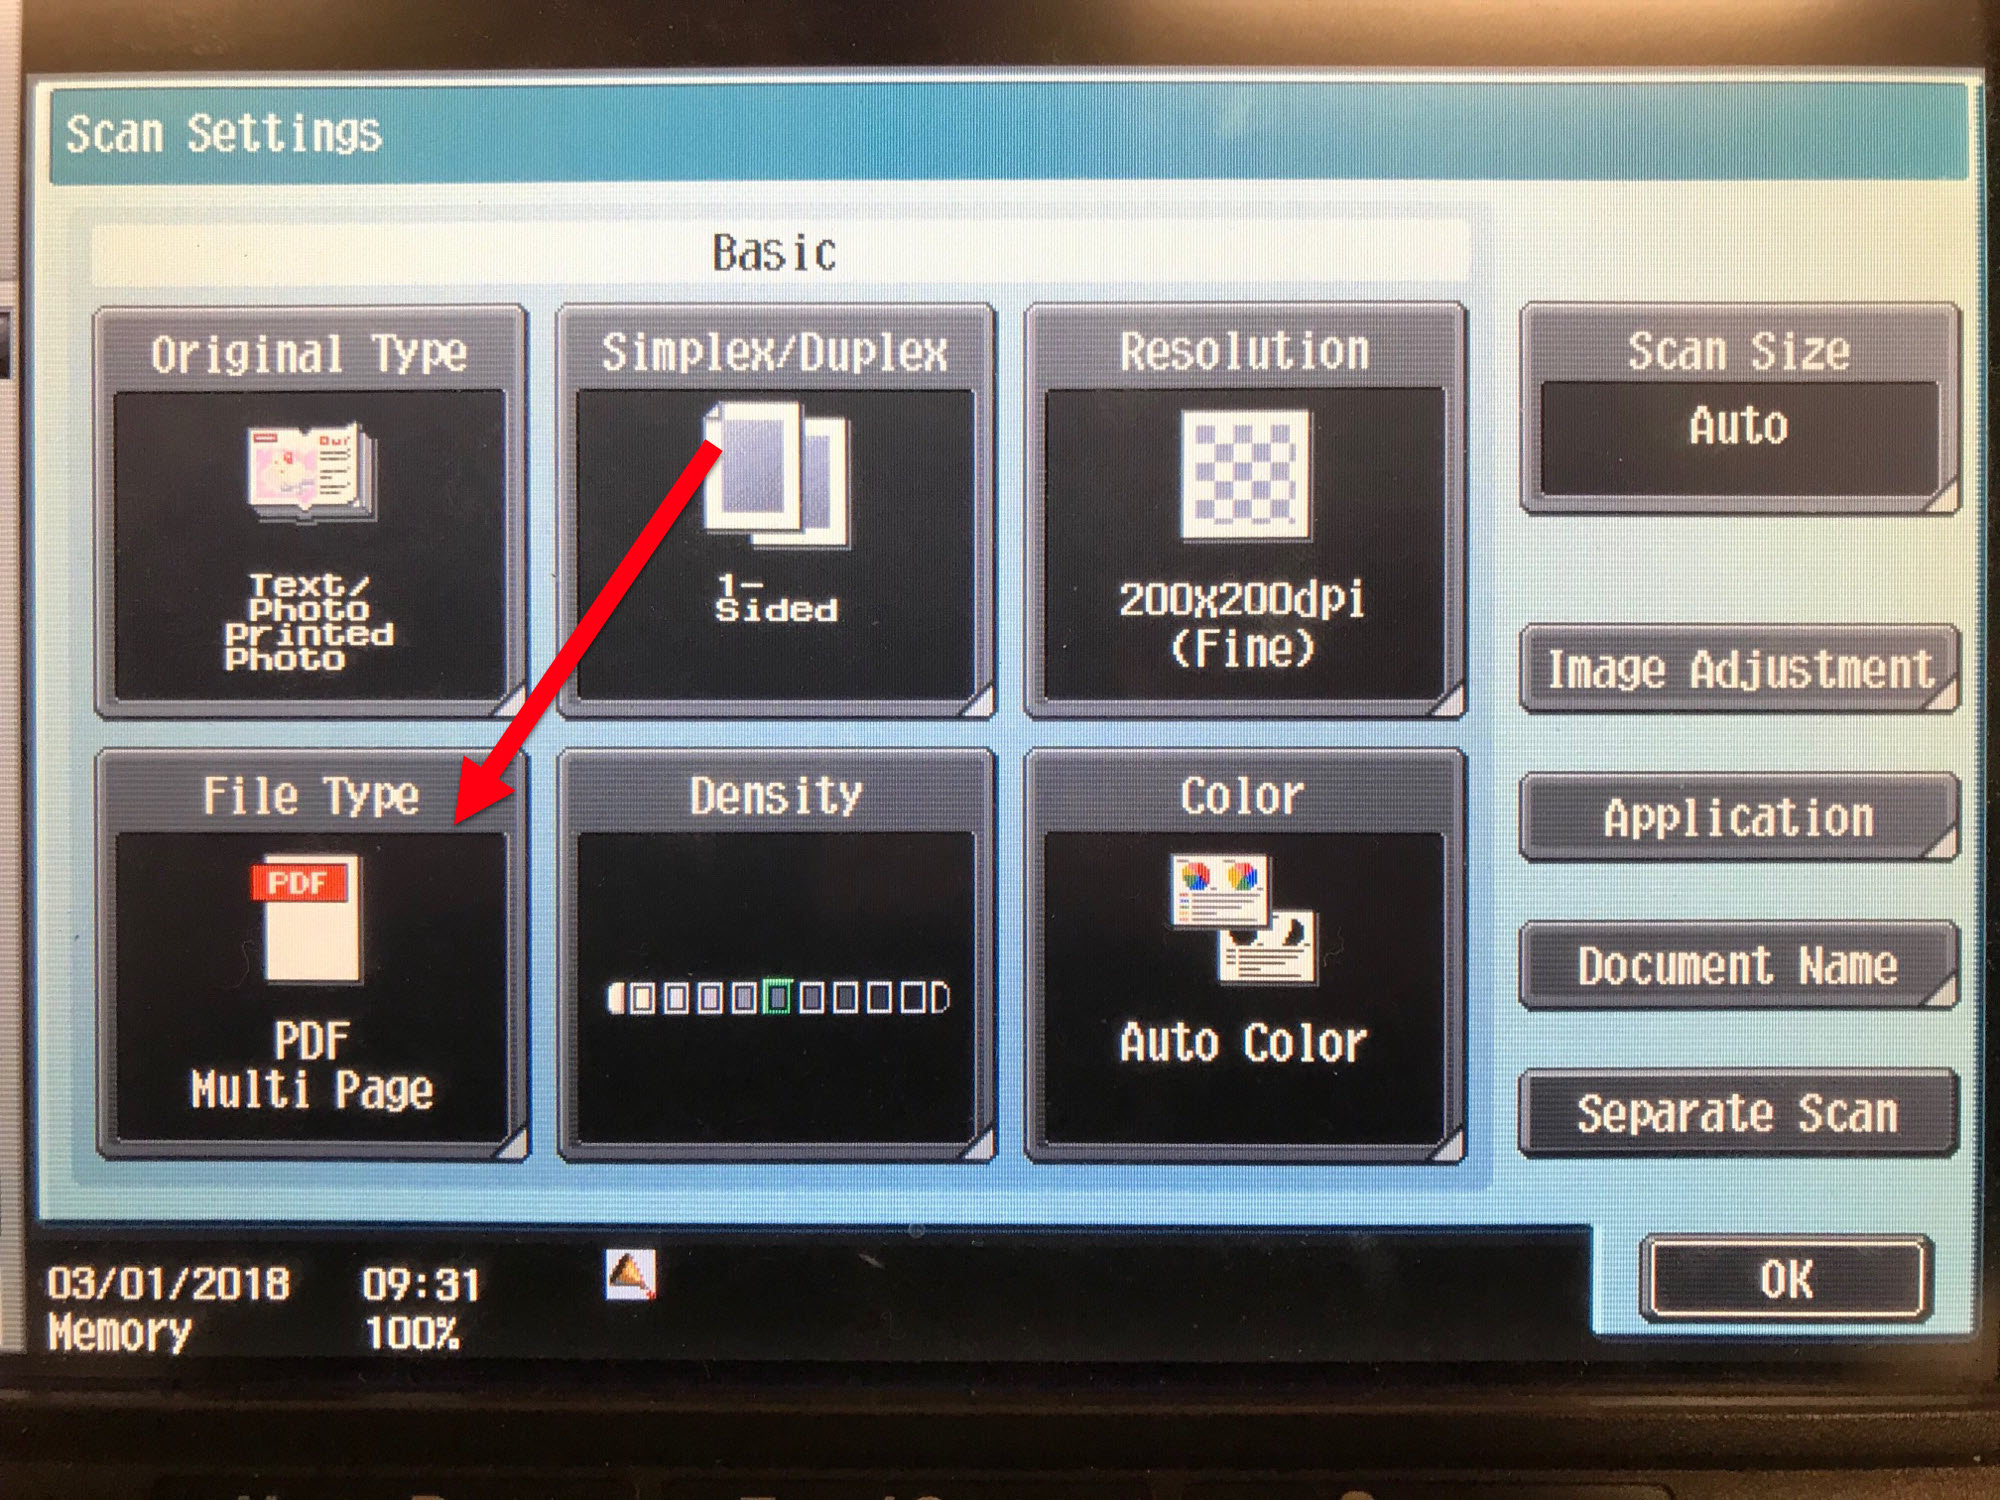 Scan Settings
Basic
Original Type
Our
Text/
Photo
Printed
Photo
Simplex/Duplex
1-
Sided
Resolution
200x200dpi
(Fine)
Scan Size
Auto
Image Adjustment
File Type
PDF
PDF
Multi Page
Density
Color
Auto Color
Application
Document Name
Separate Scan
03/01/2018 09:31
Memory 100%
OK